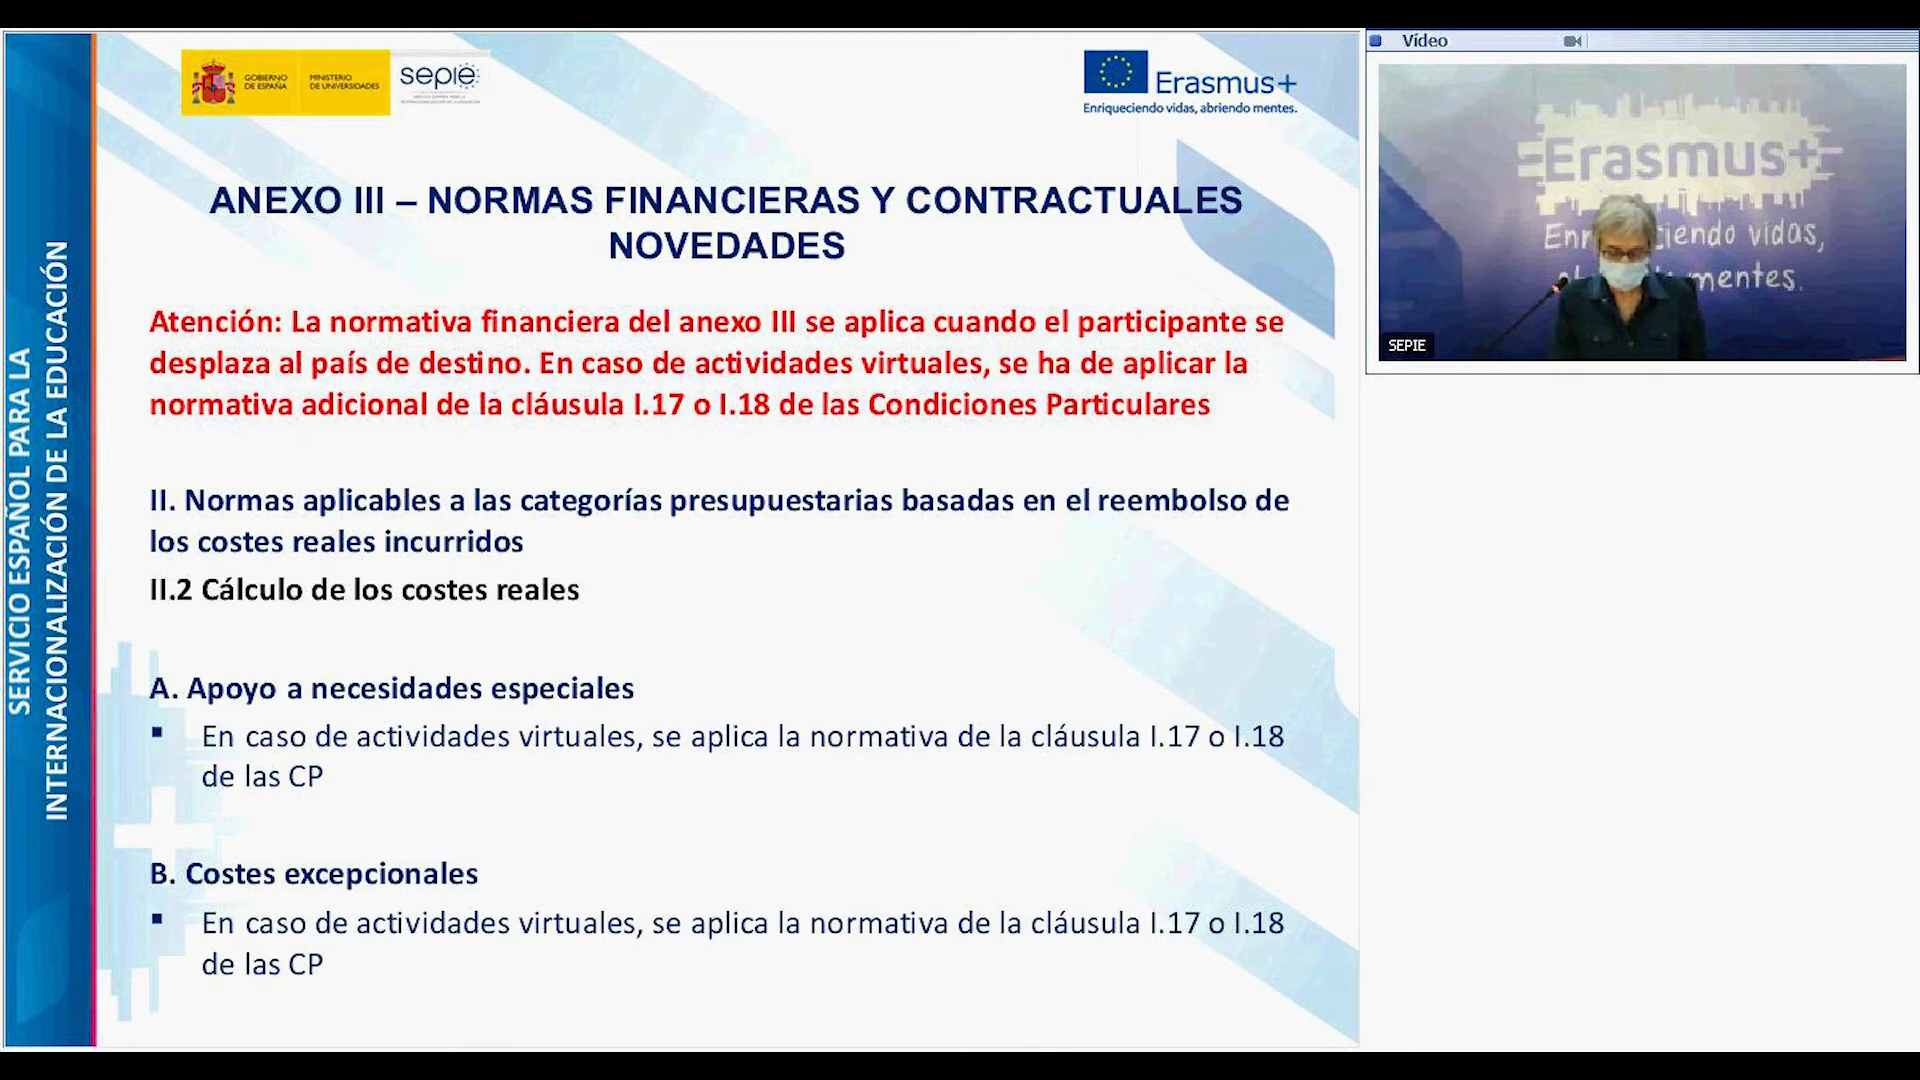 SERVICIO ESPAÑOL PARA LA
INTERNACIONALIZACIÓN DE LA EDUCACIÓN
GOBIERNO
DE ESPAÑA
MINISTERIO
DE UNIVERSIDADES
sepie
Erasmus+
Enriqueciendo vidas, abriendo mentes.
ANEXO III – NORMAS FINANCIERAS Y CONTRACTUALES
NOVEDADES
Atención: La normativa financiera del anexo III se aplica cuando el participante se
desplaza al país de destino. En caso de actividades virtuales, se ha de aplicar la
normativa adicional de la cláusula I.17 o I.18 de las Condiciones Particulares
II. Normas aplicables a las categorías presupuestarias basadas en el reembolso de
los costes reales incurridos
II.2 Cálculo de los costes reales
A. Apoyo a necesidades especiales
▪ En caso de actividades virtuales, se aplica la normativa de la cláusula I.17 o I.18
de las CP
B. Costes excepcionales
▪ En caso de actividades virtuales, se aplica la normativa de la cláusula I.17 o I.18
de las CP
Vídeo
Erasmus+
vidas,
mentes.
SEPIE